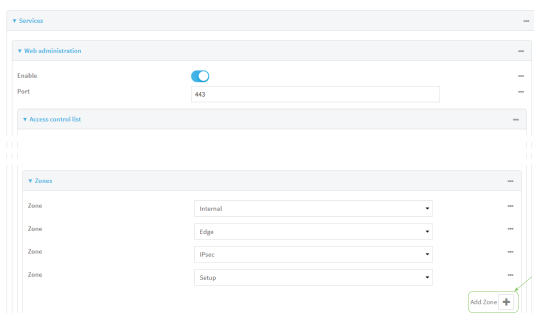 ▼ Services
▼ Web administration
Enable
Port 443
▼ Access control list
▼ Zones
Zone Internal
Zone Edge
Zone IPsec
Zone Setup
Add Zone